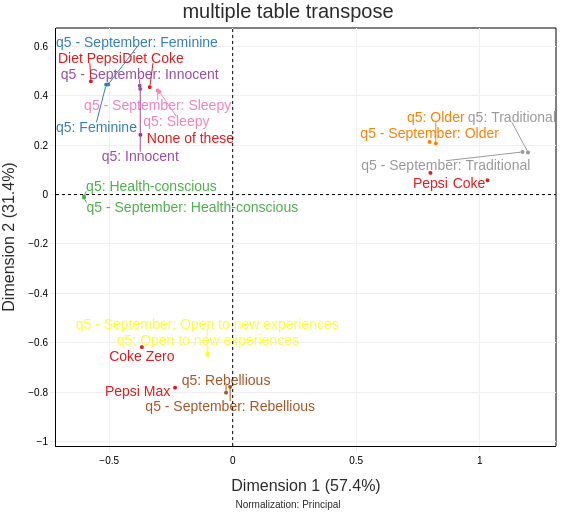 multiple table transpose
0.6
q5 - September: Feminine
Diet Pepsi
Diet Coke
q5 - September: Innocent
0.4
q5 - September: Sleepy
q5: Sleepy
q5: Older
q5: Traditional
q5: Feminine
q5 - September: Older
None of these
0.2
q5: Innocent
q5 - September: Traditional
q5: Health-conscious
Pepsi
Coke
0
q5 - September: Health-conscious
−0.2
−0.4
q5 - September: Open to new experiences
q5: Open to new experiences
−0.6
Coke Zero
q5: Rebellious
Pepsi Max
−0.8
q5 - September: Rebellious
−1
Dimension 2 (31.4%)
−0.5
0
0.5
1
Dimension 1 (57.4%)
Normalization: Principal